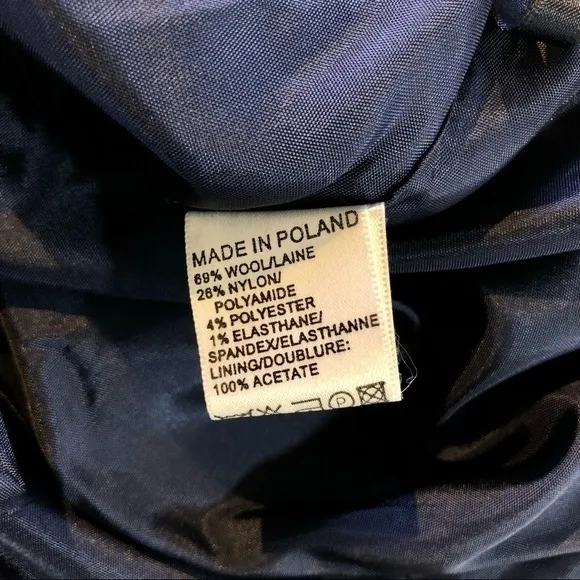 MADE IN POLAND
69% WOOL/LAINE
26% NYLON/
POLYAMIDE
4% POLYESTER
1% ELASTHANE/
SPANDEX/ELASTHANNE
LINING/DOUBLURE:
100% ACETATE
P